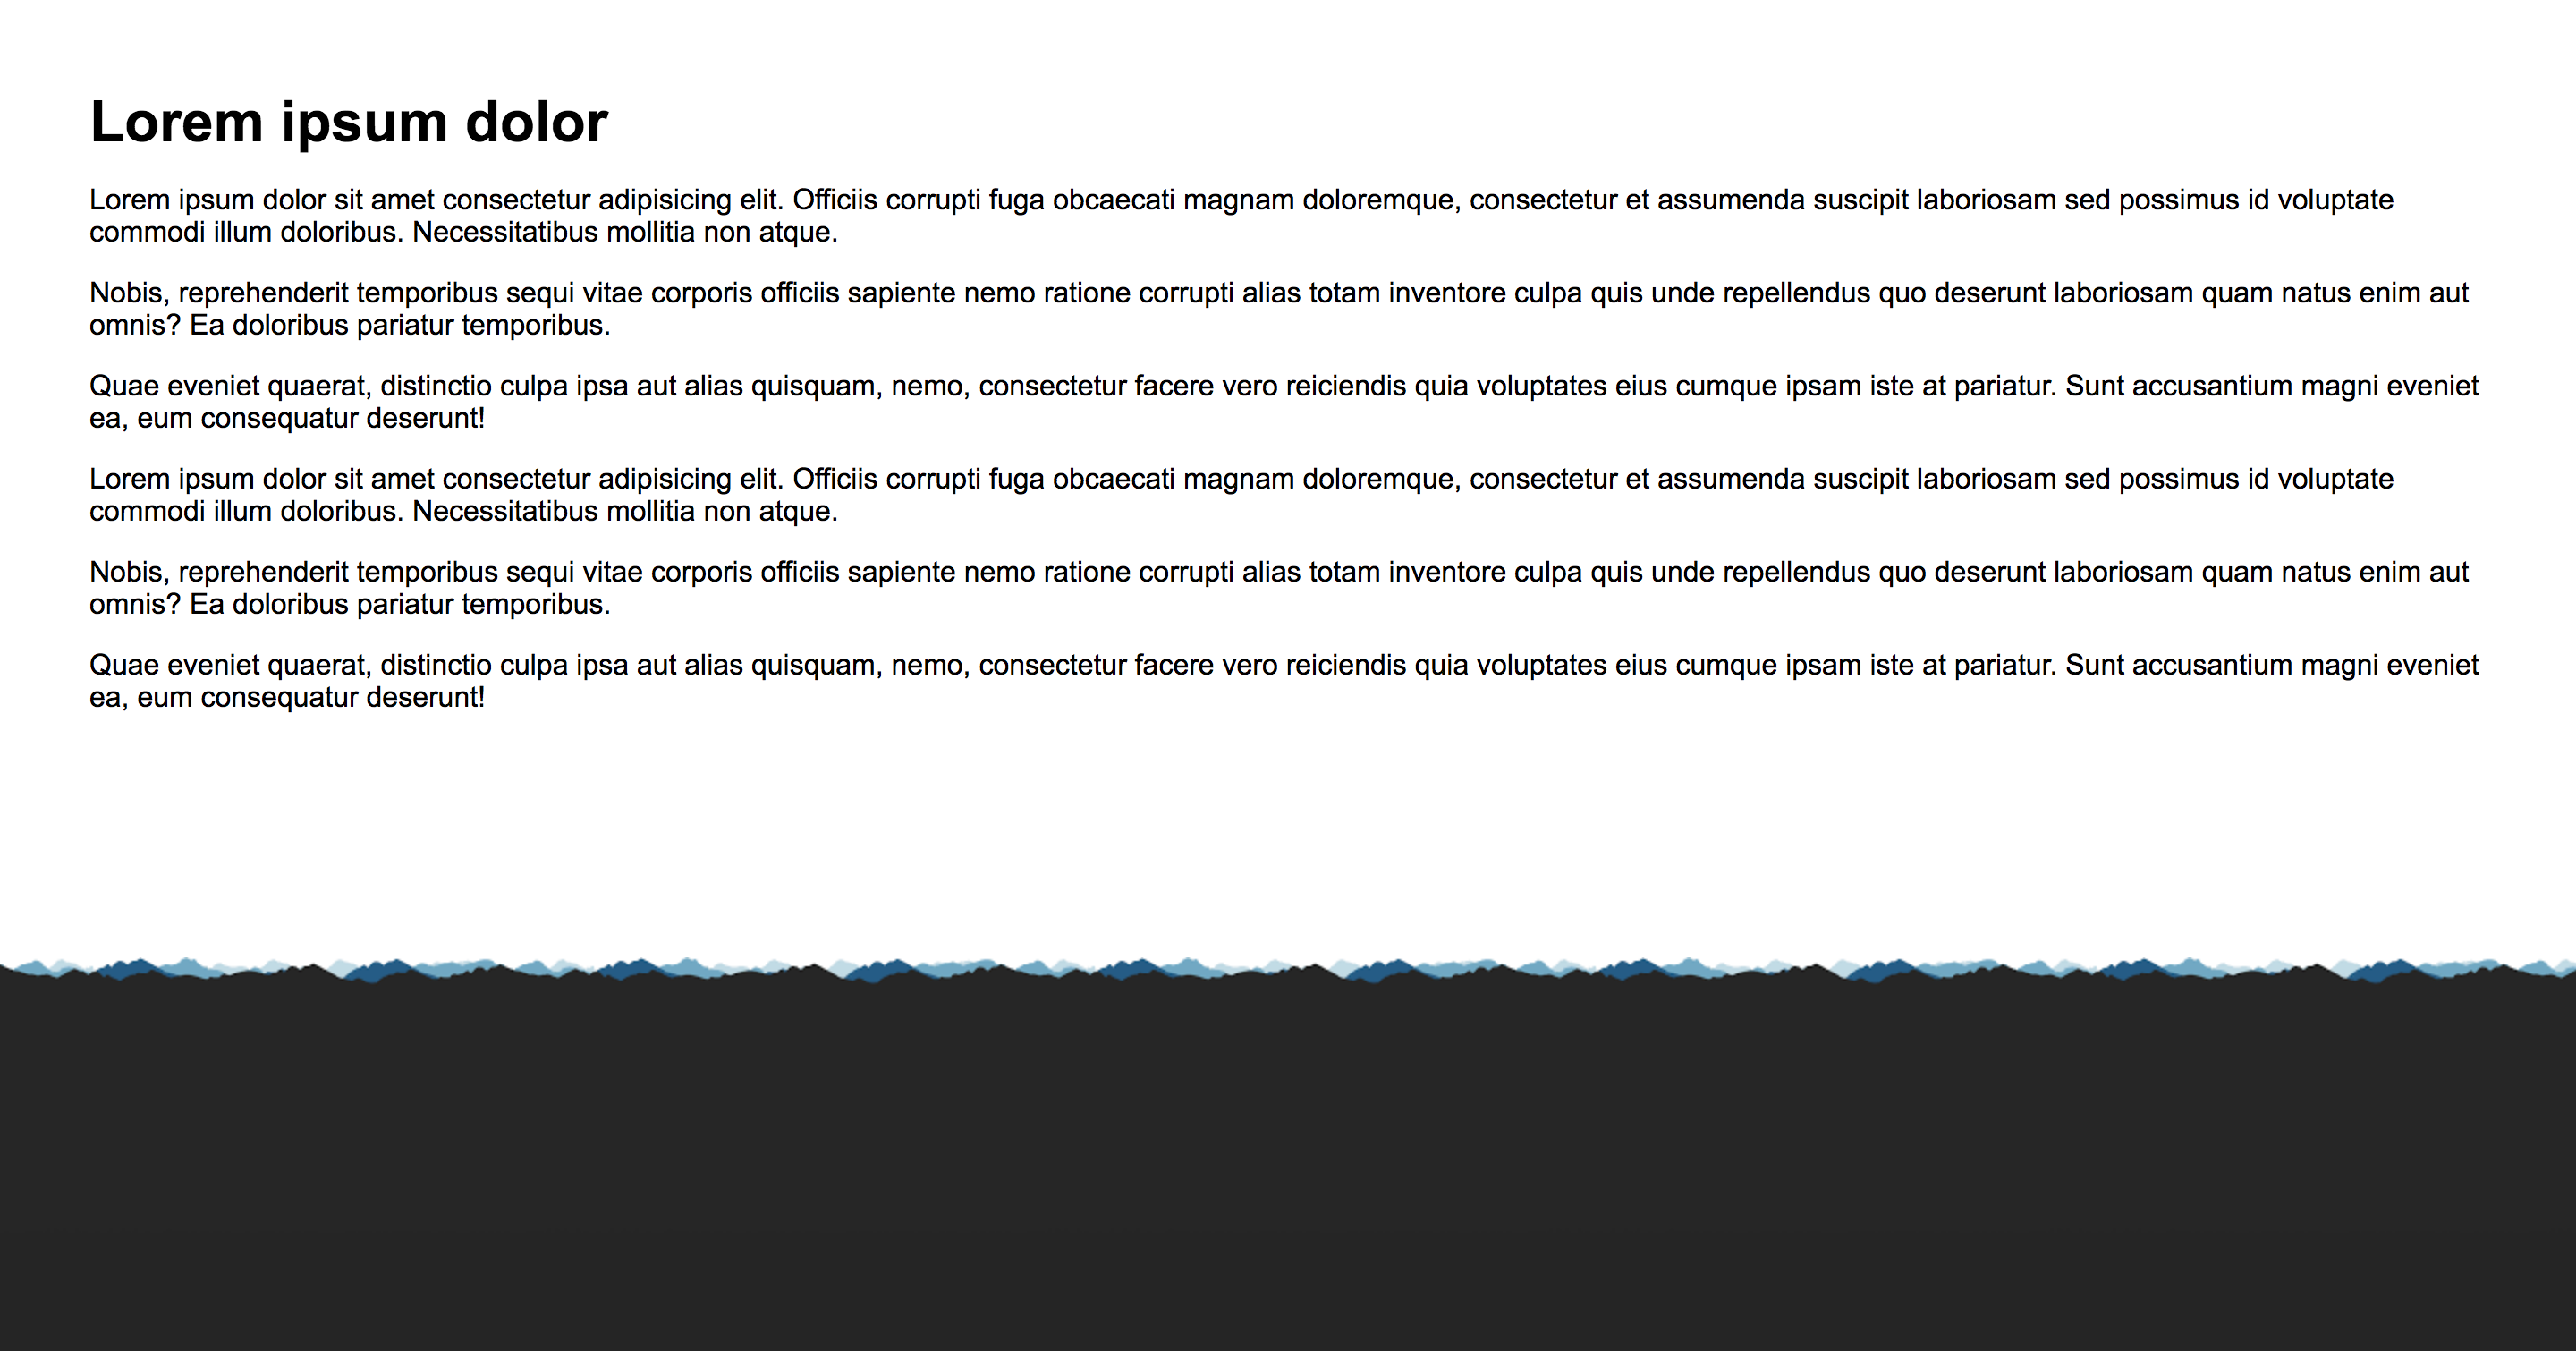 Lorem ipsum dolor
Lorem ipsum dolor sit amet consectetur adipisicing elit. Officiis corrupti fuga obcaecati magnam doloremque, consectetur et assumenda suscipit laboriosam sed possimus id voluptate
commodi illum doloribus. Necessitatibus mollitia non atque.
Nobis, reprehenderit temporibus sequi vitae corporis officiis sapiente nemo ratione corrupti alias totam inventore culpa quis unde repellendus quo deserunt laboriosam quam natus enim aut
omnis? Ea doloribus pariatur temporibus.
Quae eveniet quaerat, distinctio culpa ipsa aut alias quisquam, nemo, consectetur facere vero reiciendis quia voluptates eius cumque ipsam iste at pariatur. Sunt accusantium magni eveniet
ea, eum consequatur deserunt!
Lorem ipsum dolor sit amet consectetur adipisicing elit. Officiis corrupti fuga obcaecati magnam doloremque, consectetur et assumenda suscipit laboriosam sed possimus id voluptate
commodi illum doloribus. Necessitatibus mollitia non atque.
Nobis, reprehenderit temporibus sequi vitae corporis officiis sapiente nemo ratione corrupti alias totam inventore culpa quis unde repellendus quo deserunt laboriosam quam natus enim aut
omnis? Ea doloribus pariatur temporibus.
Quae eveniet quaerat, distinctio culpa ipsa aut alias quisquam, nemo, consectetur facere vero reiciendis quia voluptates eius cumque ipsam iste at pariatur. Sunt accusantium magni eveniet
ea, eum consequatur deserunt!